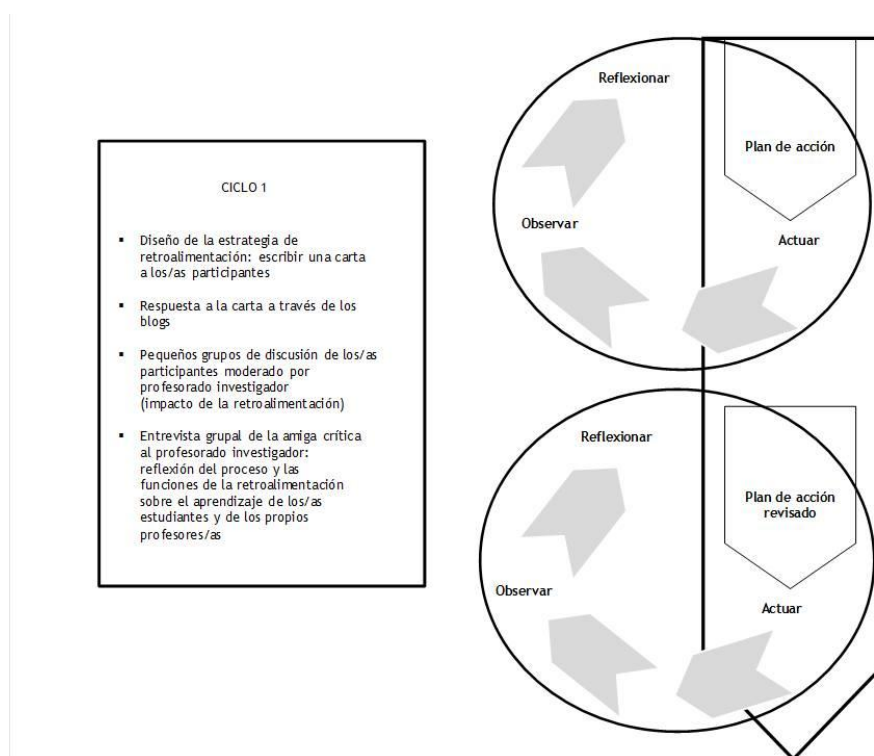 CICLO 1
▪ Diseño de la estrategia de
retroalimentación: escribir una carta
a los/as participantes
▪ Respuesta a la carta a través de los
blogs
▪ Pequeños grupos de discusión de los/as
participantes moderado por
profesorado investigador
(impacto de la retroalimentación)
▪ Entrevista grupal de la amiga crítica
al profesorado investigador:
reflexión del proceso y las
funciones de la retroalimentación
sobre el aprendizaje de los/as
estudiantes y de los propios
profesores/as
Reflexionar
Plan de acción
Observar
Actuar
Reflexionar
Plan de acción
revisado
Observar
Actuar